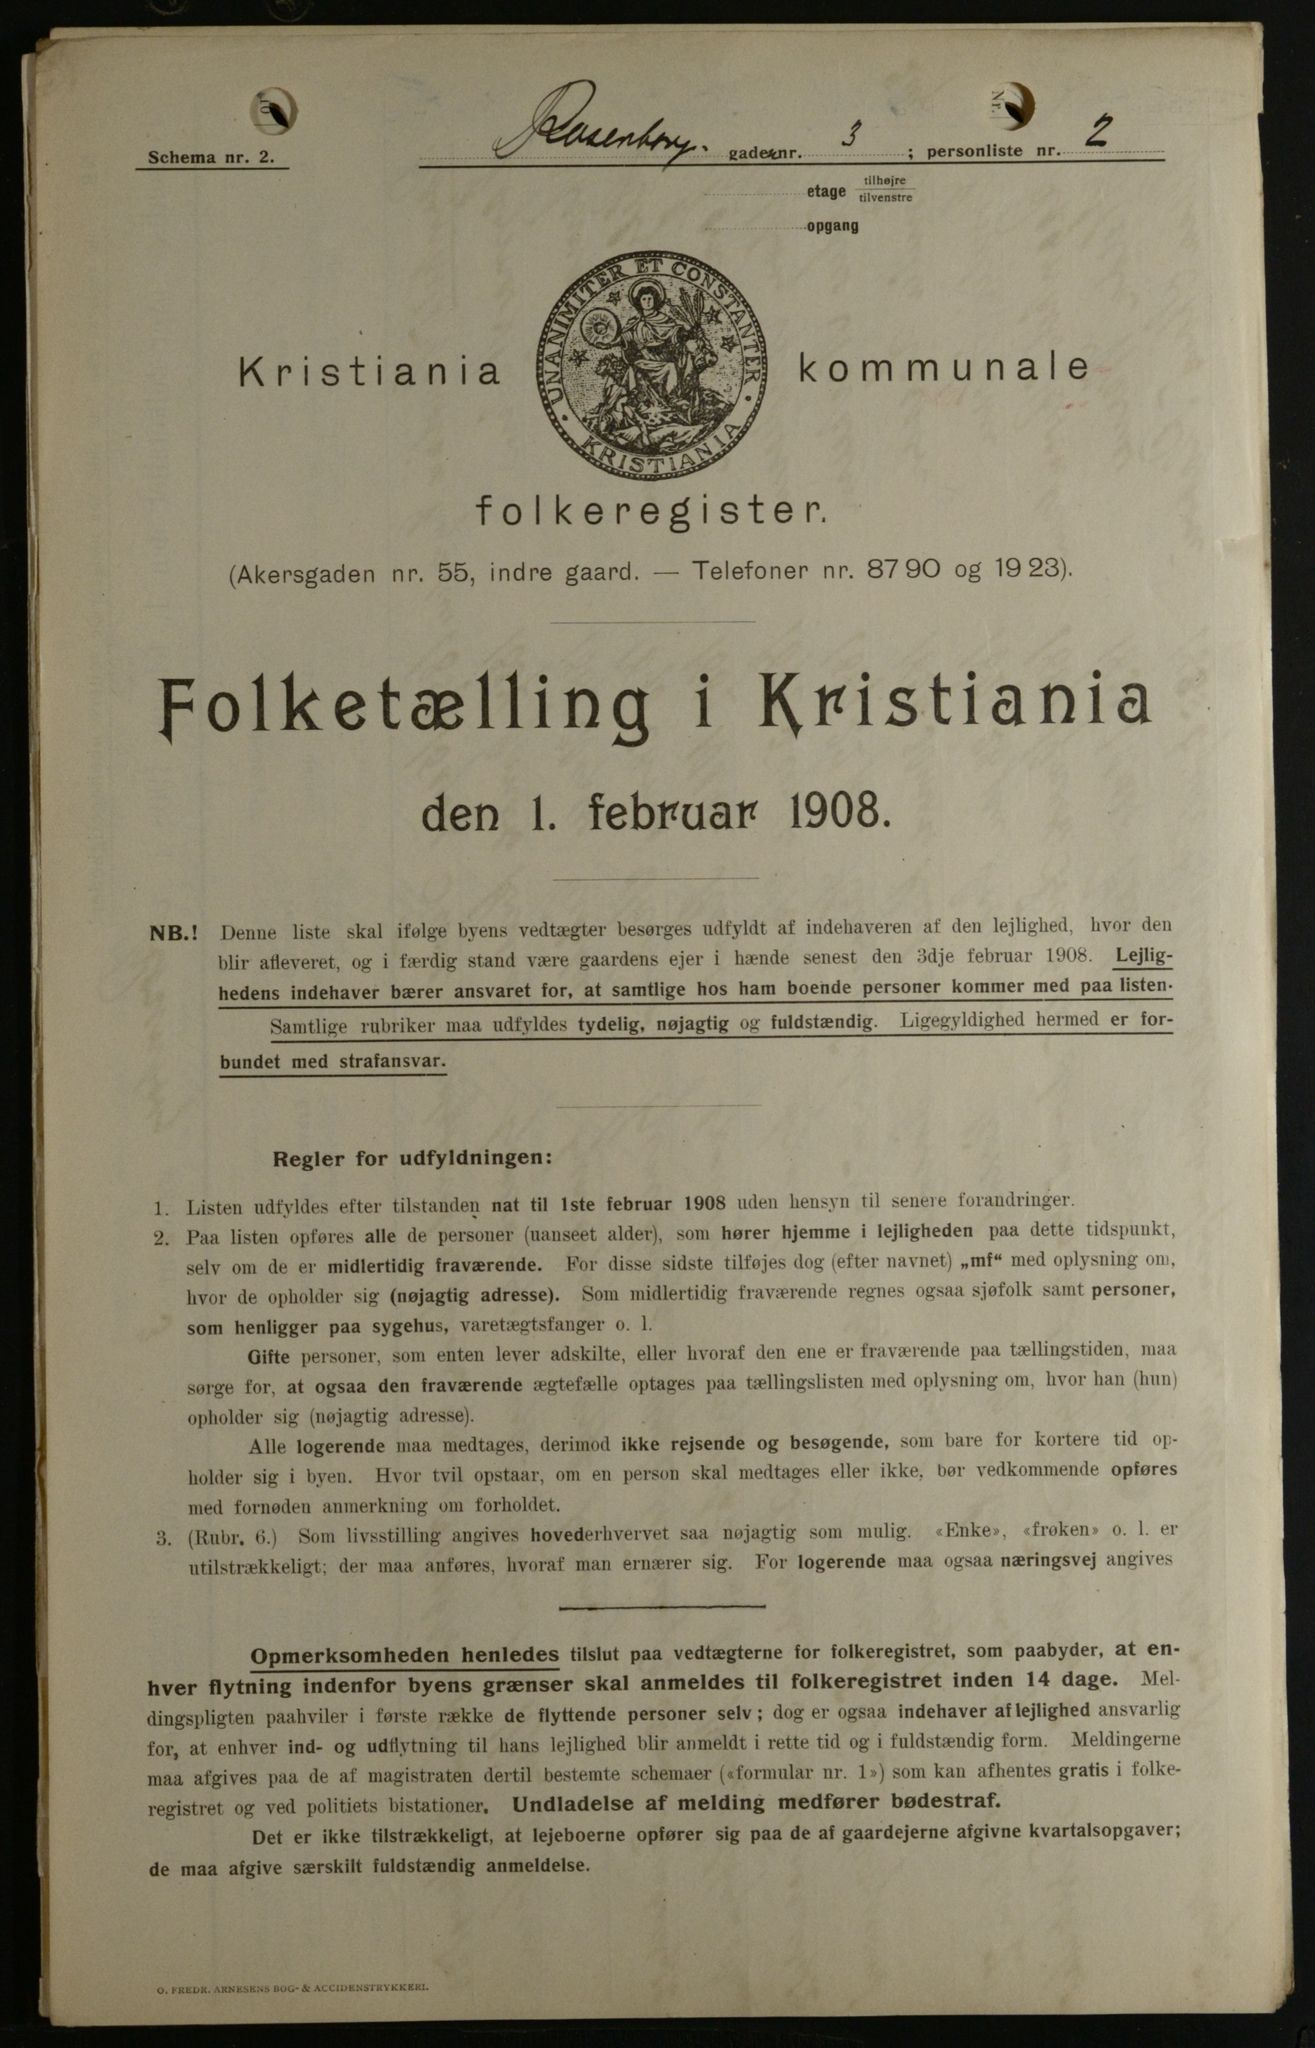 Schema nr. 2.
Rosenborg. gade nr. 3 ; personliste nr. 2
etage tilhøjre
tilvenstre
opgang
UNANIMITER ET CONSTANTER
· KRISTIANIA ·
Kristiania kommunale
folkeregister.
(Akersgaden nr. 55, indre gaard. — Telefoner nr. 87 90 og 19 23).
Folketælling i Kristiania
den 1. februar 1908.
NB.! Denne liste skal ifølge byens vedtægter besørges udfyldt af indehaveren af den lejlighed, hvor den
blir afleveret, og i færdig stand være gaardens ejer i hænde senest den 3dje februar 1908. Lejlig-
hedens indehaver bærer ansvaret for, at samtlige hos ham boende personer kommer med paa listen.
Samtlige rubriker maa udfyldes tydelig, nøjagtig og fuldstændig. Ligegyldighed hermed er for-
bundet med strafansvar.
Regler for udfyldningen:
1. Listen udfyldes efter tilstanden nat til 1ste februar 1908 uden hensyn til senere forandringer.
2. Paa listen opføres alle de personer (uanseet alder), som hører hjemme i lejligheden paa dette tidspunkt,
selv om de er midlertidig fraværende. For disse sidste tilføjes dog (efter navnet) „mf“ med oplysning om,
hvor de opholder sig (nøjagtig adresse). Som midlertidig fraværende regnes ogsaa sjøfolk samt personer,
som henligger paa sygehus, varetægtsfanger o. l.
Gifte personer, som enten lever adskilte, eller hvoraf den ene er fraværende paa tællingstiden, maa
sørge for, at ogsaa den fraværende ægtefælle optages paa tællingslisten med oplysning om, hvor han (hun)
opholder sig (nøjagtig adresse).
Alle logerende maa medtages, derimod ikke rejsende og besøgende, som bare for kortere tid op-
holder sig i byen. Hvor tvil opstaar, om en person skal medtages eller ikke, bør vedkommende opføres
med fornøden anmerkning om forholdet.
3. (Rubr. 6.) Som livsstilling angives hovederhvervet saa nøjagtig som mulig. «Enke», «frøken» o. l. er
utilstrækkeligt; der maa anføres, hvoraf man ernærer sig. For logerende maa ogsaa næringsvej angives
Opmerksomheden henledes tilslut paa vedtægterne for folkeregistret, som paabyder, at en-
hver flytning indenfor byens grænser skal anmeldes til folkeregistret inden 14 dage. Mel-
dingspligten paahviler i første række de flyttende personer selv; dog er ogsaa indehaver af lejlighed ansvarlig
for, at enhver ind- og udflytning til hans lejlighed blir anmeldt i rette tid og i fuldstændig form. Meldingerne
maa afgives paa de af magistraten dertil bestemte schemaer («formular nr. 1») som kan afhentes gratis i folke-
registret og ved politiets bistationer. Undladelse af melding medfører bødestraf.
Det er ikke tilstrækkeligt, at lejeboerne opfører sig paa de af gaardejerne afgivne kvartalsopgaver;
de maa afgive særskilt fuldstændig anmeldelse.
O. FREDR. ARNESENS BOG- & ACCIDENSTRYKKERI.